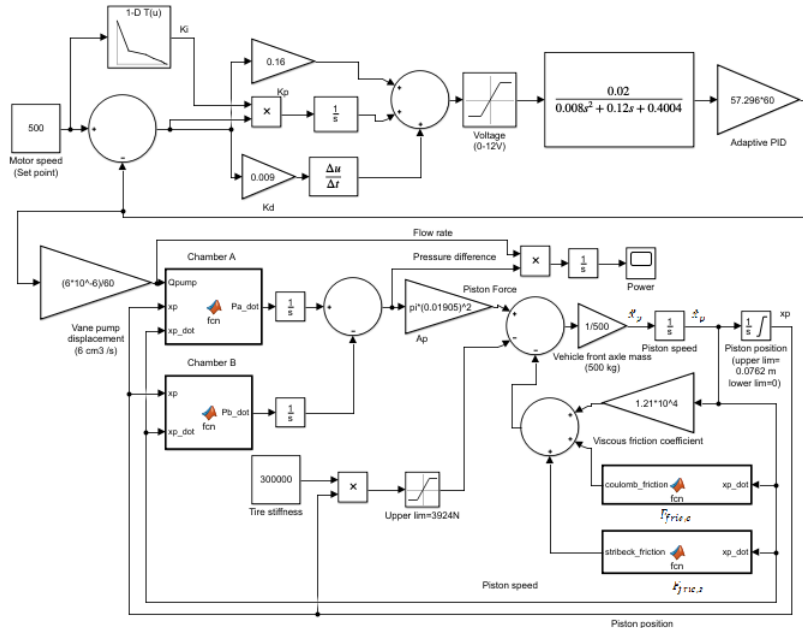 1-D T(u)
Ki
0.16
Kp
×
1
s
500
+
-
Motor speed
(Set point)
0.009
Δu
Δt
Kd
+
+
+
Voltage
(0-12V)
0.02
0.008s² + 0.12s + 0.4004
57.296*60
Adaptive PID
Flow rate
Chamber A
Pressure difference
×
1
s
Power
(6*10^-6)/60
Vane pump
displacement
(6 cm3 /s)
Qpump
xp
xp_dot
fcn
Pa_dot
1
s
+
-
Piston Force
pi*(0.01905)^2
Ap
+
-
-
1/500
Vehicle front axle mass
(500 kg)
1
s
Piston speed
1
s
xp
Piston position
(upper lim=
0.0762 m
lower lim=0)
Chamber B
xp
xp_dot
fcn
Pb_dot
1
s
1.21*10^4
Viscous friction coefficient
+
+
+
300000
Tire stiffness
×
Upper lim=3924N
coulomb_friction
fcn
xp_dot
F fric,c
stribeck_friction
fcn
xp_dot
F fric,s
Piston speed
Piston position